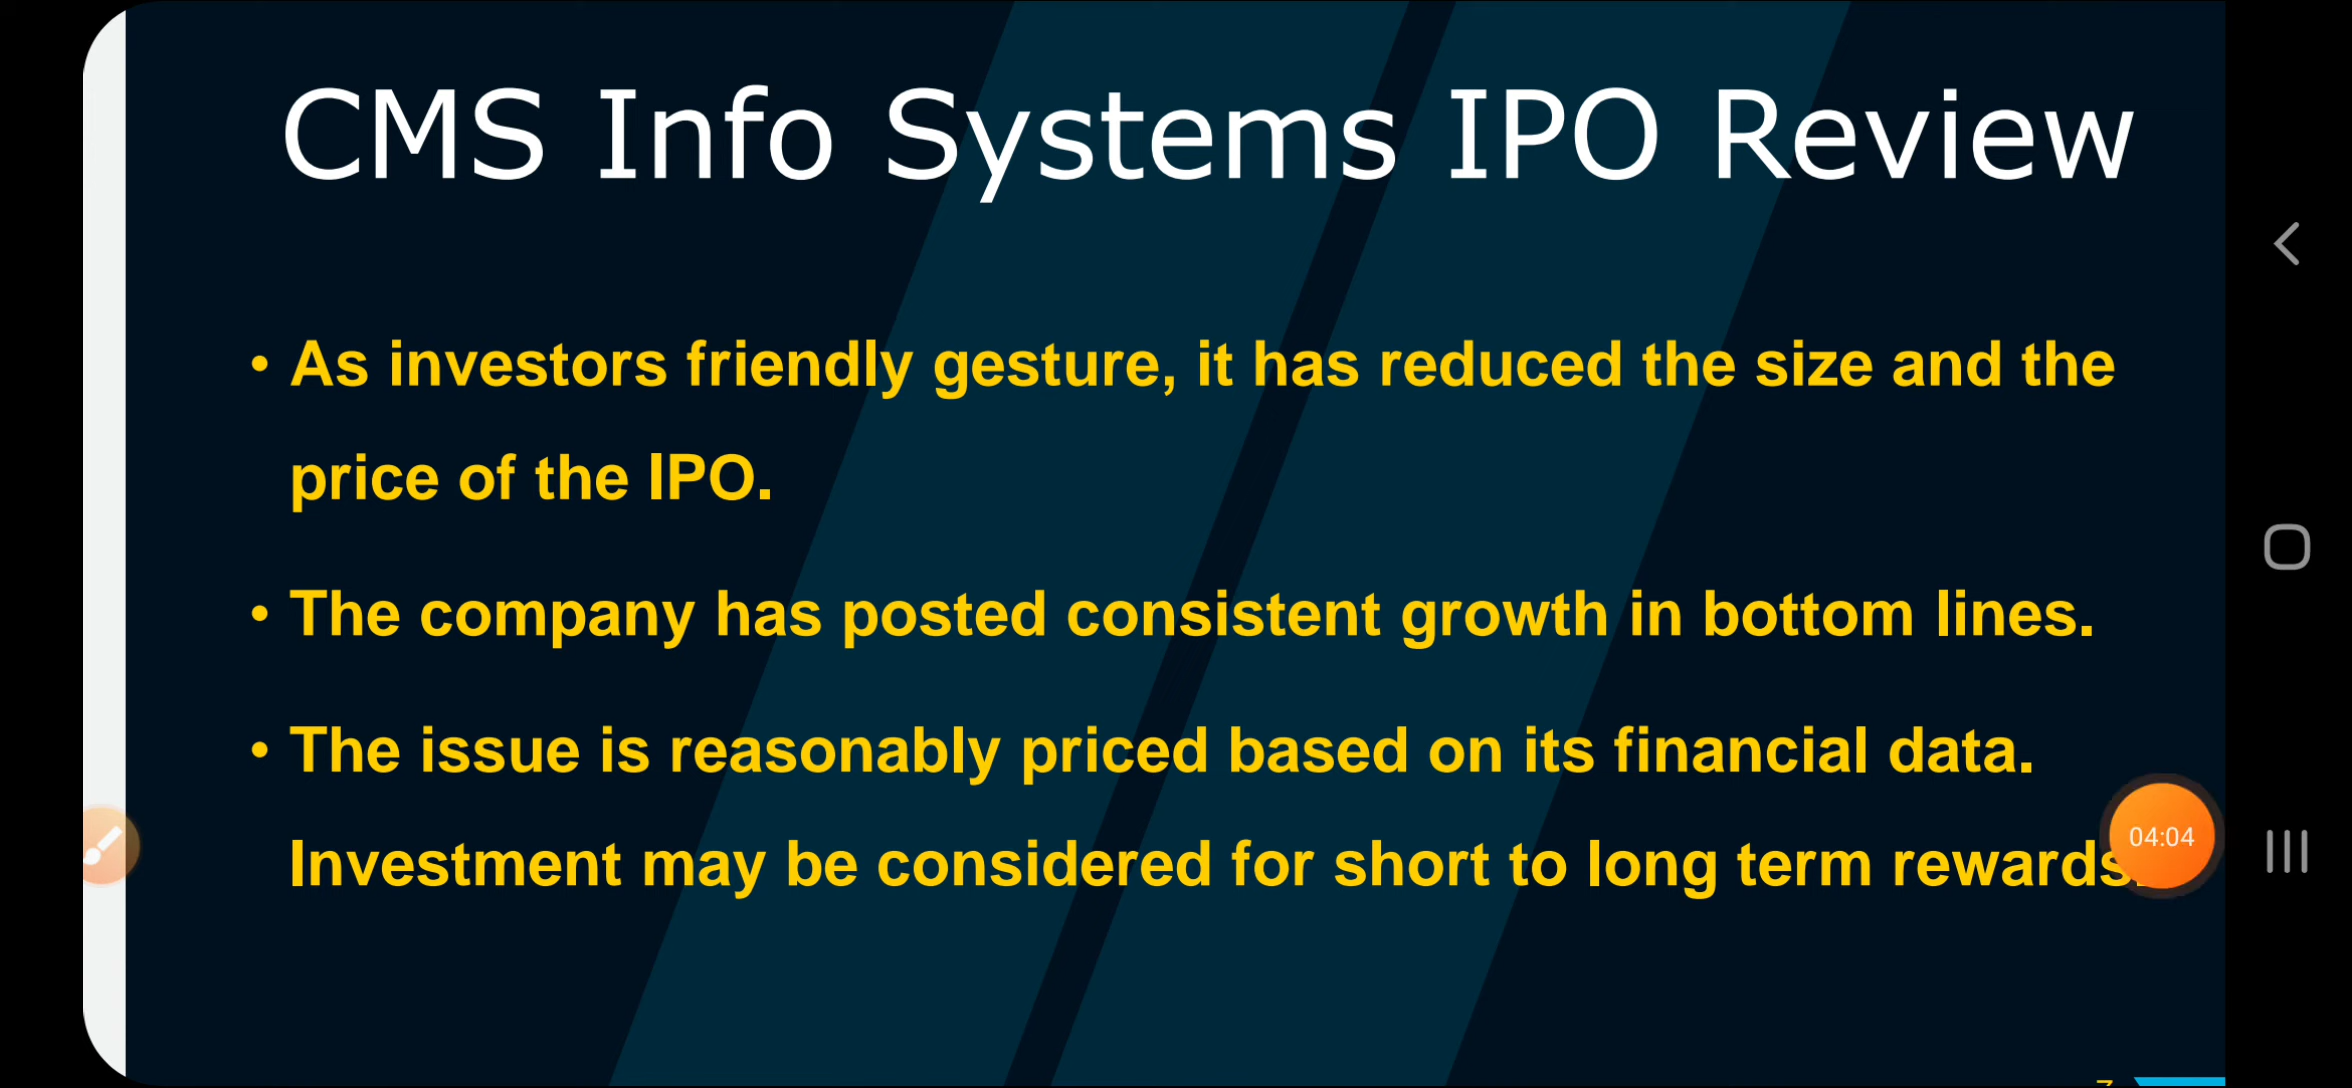 CMS Info Systems IPO Review
• As investors friendly gesture, it has reduced the size and the
price of the IPO.
• The company has posted consistent growth in bottom lines.
• The issue is reasonably priced based on its financial data.
Investment may be considered for short to long term rewards.
04:04